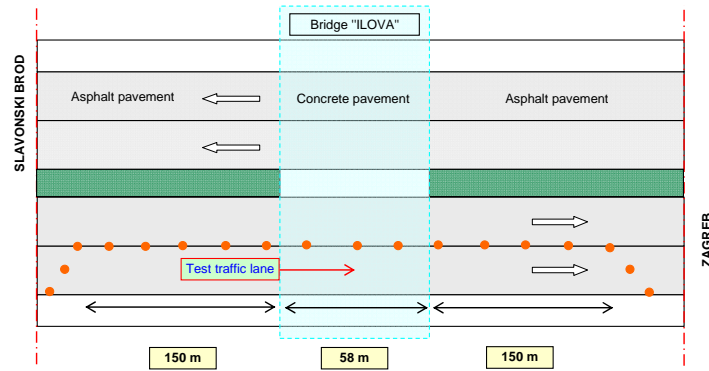 Bridge "ILOVA"
SLAVONSKI BROD
Asphalt pavement
Concrete pavement
Asphalt pavement
Test traffic lane
ZAGREB
150 m
58 m
150 m